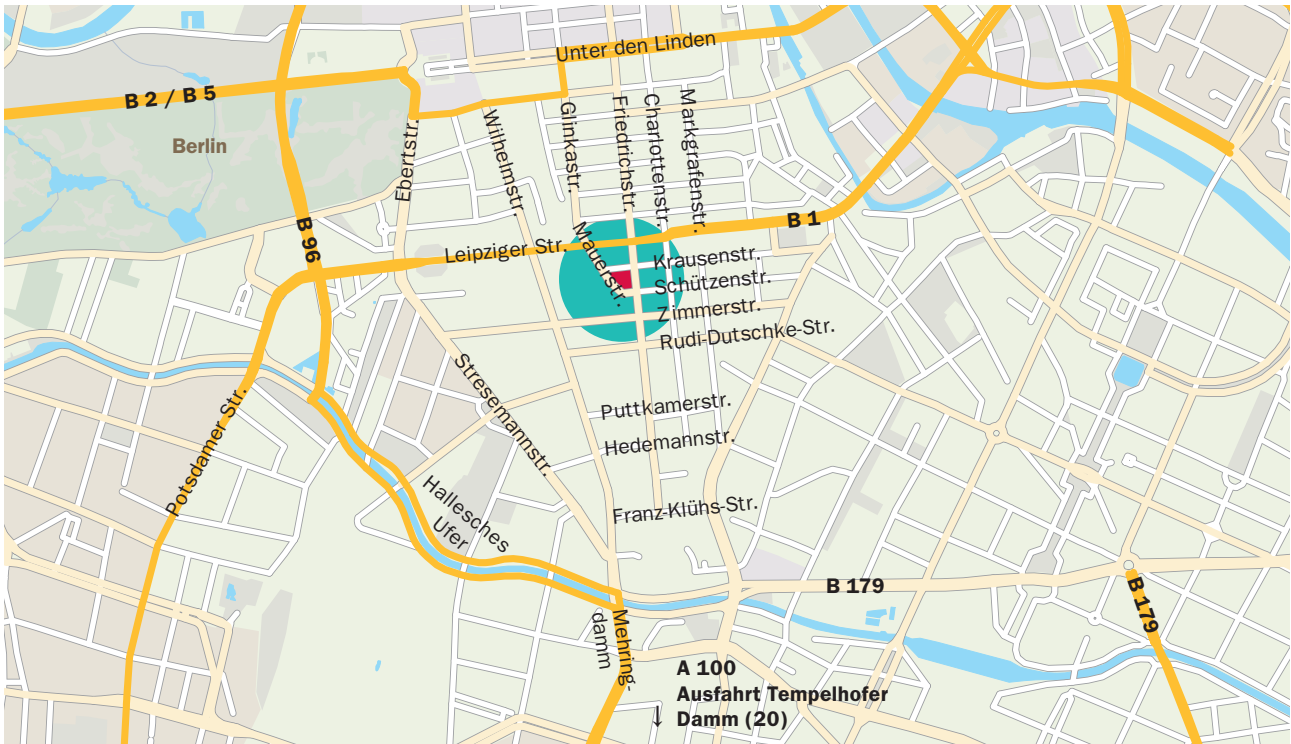 Unter den Linden
B 2 / B 5
Berlin
Ebertstr.
Wilhelmstr.
Glinkastr.
Friedrichstr.
Charlottenstr.
Markgrafenstr.
B 96
B 1
Leipziger Str.
Mauerstr.
Krausenstr.
Schützenstr.
Zimmerstr.
Rudi-Dutschke-Str.
Stresemannstr.
Potsdamer Str.
Puttkamerstr.
Hedemannstr.
Hallesches
Ufer
Franz-Klühs-Str.
B 179
B 179
Mehring-
damm
A 100
Ausfahrt Tempelhofer
↓ Damm (20)